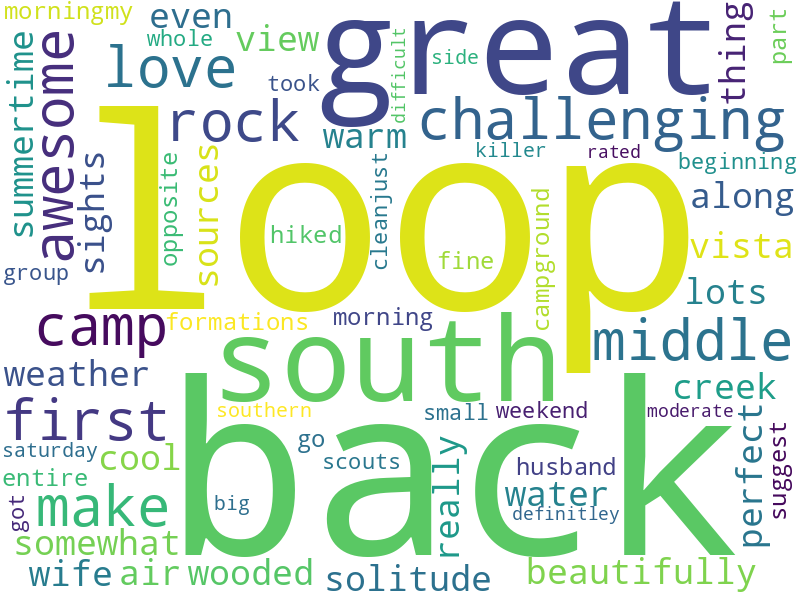 morningmy
even
whole
view
love
took
great
difficult
side
thing
part
summertime
awesome
rock
warm
challenging
killer
rated
beginning
sights
opposite
sources
loop
hiked
cleanjust
fine
campground
along
vista
group
lots
camp
formations
morning
south
middle
weather
creek
first
southern
small
weekend
moderate
saturday
cool
go
scouts
really
husband
perfect
suggest
entire
back
got
make
big
water
definitley
somewhat
wife
air
wooded
solitude
beautifully